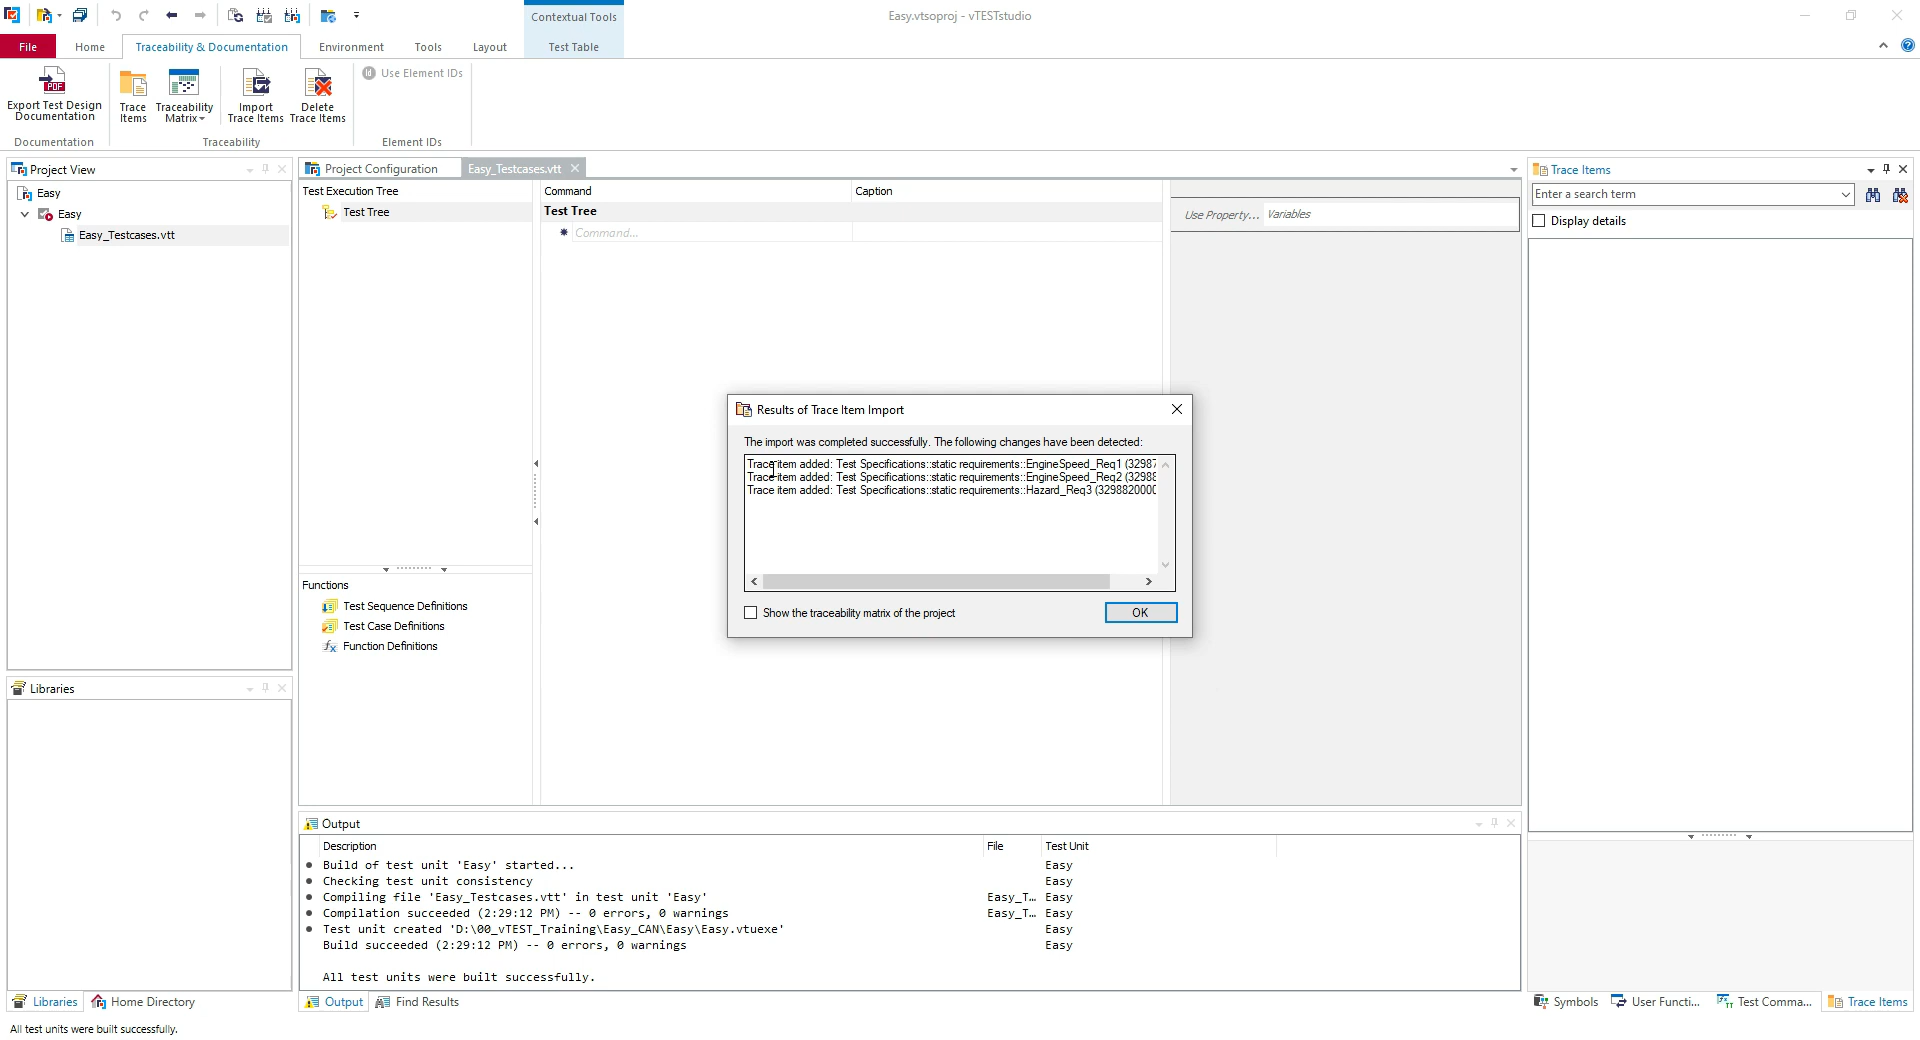 Easy.vtsoproj - vTESTstudio
Contextual Tools
File
Home
Traceability & Documentation
Environment
Tools
Layout
Test Table
Export Test Design
Documentation
Trace
Items
Traceability
Matrix
Import
Trace Items
Delete
Trace Items
Use Element IDs
Documentation
Traceability
Element IDs
Project View
Easy
Easy
Easy_Testcases.vtt
Libraries
Libraries
Home Directory
Project Configuration
Easy_Testcases.vtt
Test Execution Tree
Test Tree
Functions
Test Sequence Definitions
Test Case Definitions
Function Definitions
Command
Caption
Test Tree
Command...
Use Property...
Variables
Results of Trace Item Import
The import was completed successfully. The following changes have been detected:
Trace item added: Test Specifications::static requirements::EngineSpeed_Req1 (32987
Trace item added: Test Specifications::static requirements::EngineSpeed_Req2 (32988
Trace item added: Test Specifications::static requirements::Hazard_Req3 (3298820000
Show the traceability matrix of the project
OK
Output
Description
File
Test Unit
Build of test unit 'Easy' started... Easy
Checking test unit consistency Easy
Compiling file 'Easy_Testcases.vtt' in test unit 'Easy' Easy_T... Easy
Compilation succeeded (2:29:12 PM) -- 0 errors, 0 warnings Easy_T... Easy
Test unit created 'D:\00_vTEST_Training\Easy_CAN\Easy\Easy.vtuexe' Easy
Build succeeded (2:29:12 PM) -- 0 errors, 0 warnings Easy
All test units were built successfully.
Output
Find Results
Trace Items
Enter a search term
Display details
Symbols
User Functi...
Test Comma...
Trace Items
All test units were built successfully.